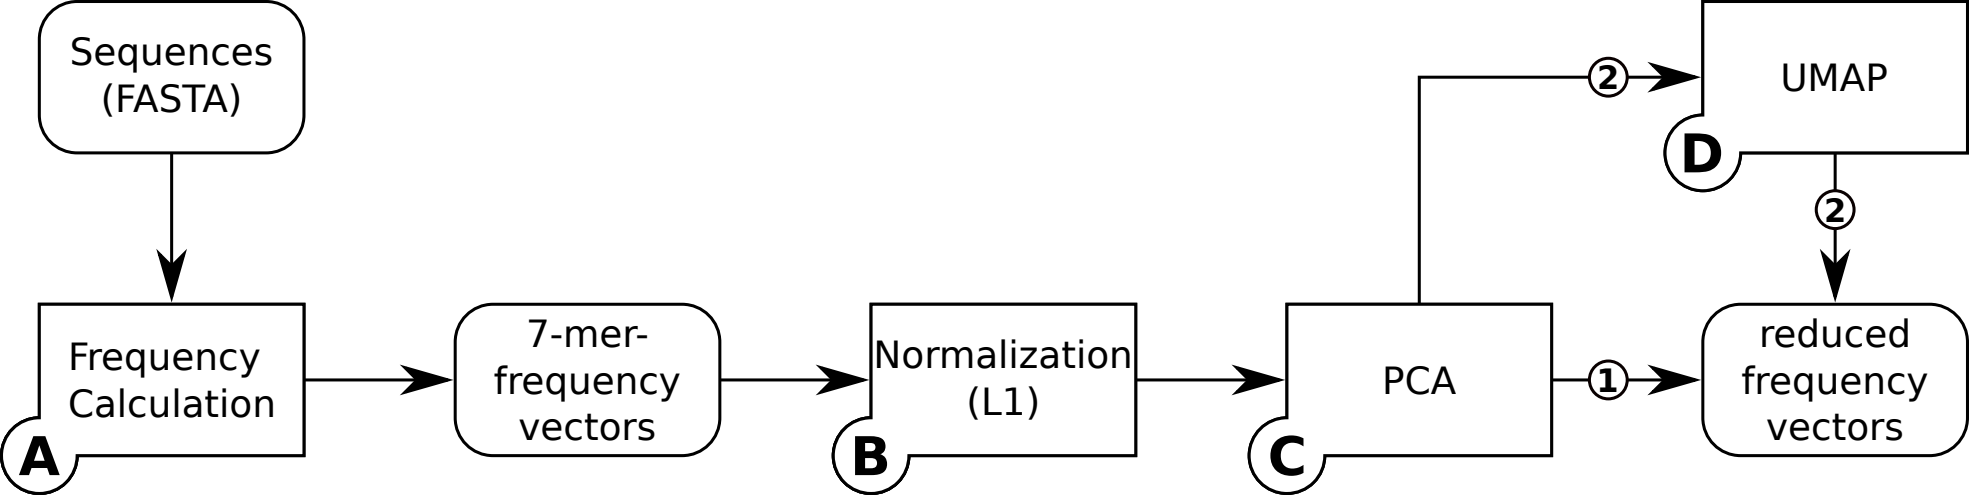 Sequences
(FASTA)
Frequency
Calculation
A
7-mer-
frequency
vectors
Normalization
(L1)
B
PCA
C
2
UMAP
D
2
1
reduced
frequency
vectors